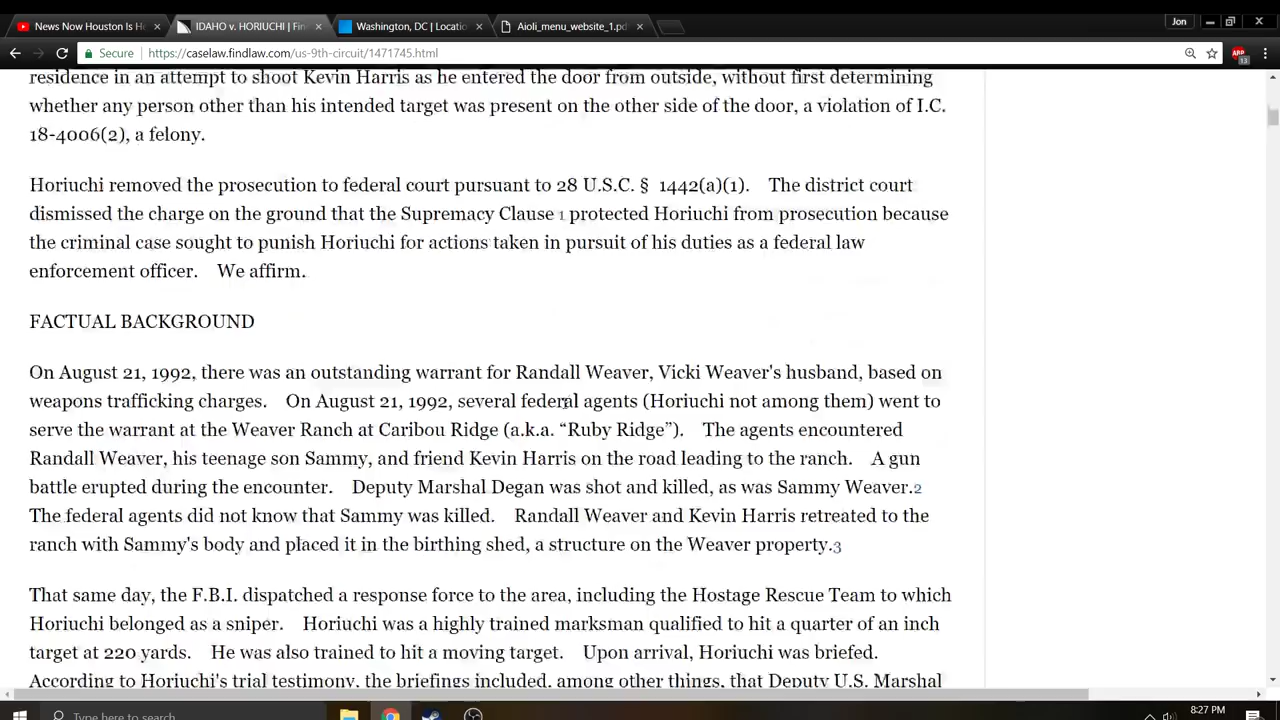 News Now Houston Is H
IDAHO v. HORIUCHI | Fin
Washington, DC | Locatio
Aioli_menu_website_1.pd
Jon
Secure
https://caselaw.findlaw.com/us-9th-circuit/1471745.html
ABP
13
residence in an attempt to shoot Kevin Harris as he entered the door from outside, without first determining
whether any person other than his intended target was present on the other side of the door, a violation of I.C.
18-4006(2), a felony.
Horiuchi removed the prosecution to federal court pursuant to 28 U.S.C. § 1442(a)(1). The district court
dismissed the charge on the ground that the Supremacy Clause 1 protected Horiuchi from prosecution because
the criminal case sought to punish Horiuchi for actions taken in pursuit of his duties as a federal law
enforcement officer. We affirm.
FACTUAL BACKGROUND
On August 21, 1992, there was an outstanding warrant for Randall Weaver, Vicki Weaver's husband, based on
weapons trafficking charges. On August 21, 1992, several federal agents (Horiuchi not among them) went to
serve the warrant at the Weaver Ranch at Caribou Ridge (a.k.a. “Ruby Ridge”). The agents encountered
Randall Weaver, his teenage son Sammy, and friend Kevin Harris on the road leading to the ranch. A gun
battle erupted during the encounter. Deputy Marshal Degan was shot and killed, as was Sammy Weaver.2
The federal agents did not know that Sammy was killed. Randall Weaver and Kevin Harris retreated to the
ranch with Sammy's body and placed it in the birthing shed, a structure on the Weaver property.3
That same day, the F.B.I. dispatched a response force to the area, including the Hostage Rescue Team to which
Horiuchi belonged as a sniper. Horiuchi was a highly trained marksman qualified to hit a quarter of an inch
target at 220 yards. He was also trained to hit a moving target. Upon arrival, Horiuchi was briefed.
According to Horiuchi's trial testimony, the briefings included, among other things, that Deputy U.S. Marshal
Type here to search
8:27 PM